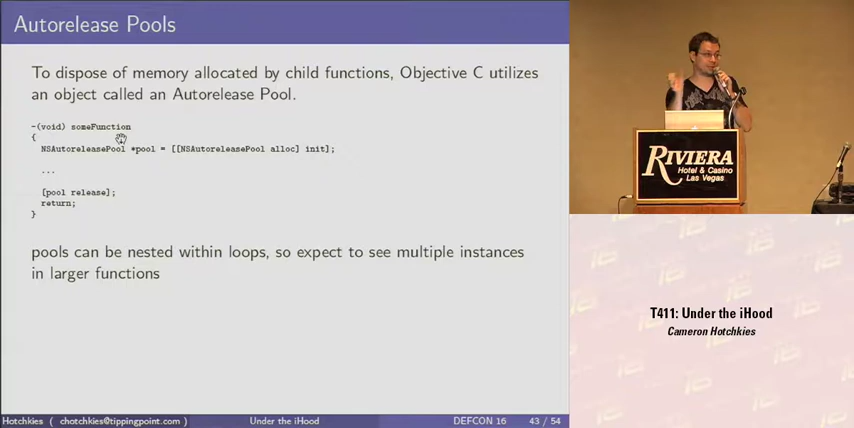 Autorelease Pools
To dispose of memory allocated by child functions, Objective C utilizes
an object called an Autorelease Pool.
-(void) someFunction
{
NSAutoreleasePool *pool = [[NSAutoreleasePool alloc] init];
...
[pool release];
return;
}
pools can be nested within loops, so expect to see multiple instances
in larger functions
Hotchkies ( chotchkies@tippingpoint.com ) Under the iHood DEFCON 16 43 / 54
RIVIERA
Hotel & Casino
Las Vegas
T411: Under the iHood
Cameron Hotchkies